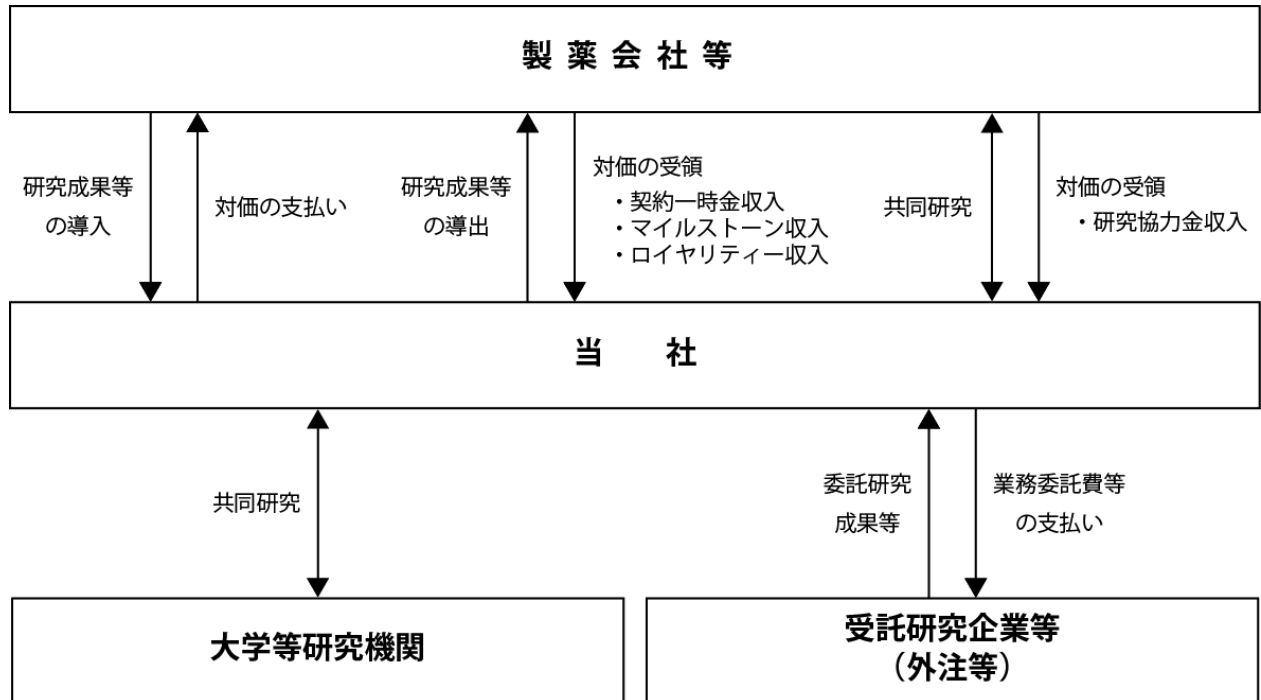 製薬会社等
研究成果等
の導入
対価の支払い
研究成果等
の導出
対価の受領
・契約一時金収入
・マイルストーン収入
・ロイヤリティー収入
共同研究
対価の受領
・研究協力金収入
当　社
共同研究
委託研究
成果等
業務委託費等
の支払い
大学等研究機関
受託研究企業等
（外注等）